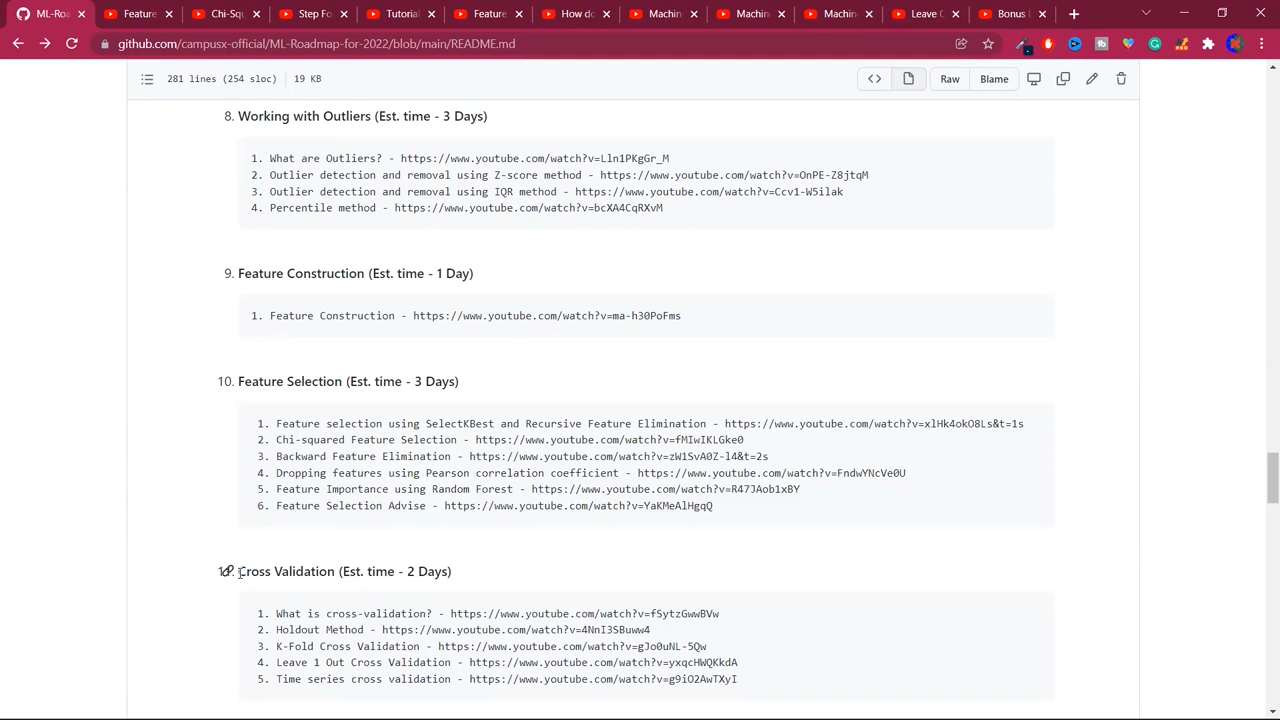 ML-Roa
Feature
Chi-Squ
Step Fo
Tutorial
Feature
How do
Machin
Machin
Machin
Leave C
Bonus L
github.com/campusx-official/ML-Roadmap-for-2022/blob/main/README.md
281 lines (254 sloc) 19 KB
Raw
Blame
8. Working with Outliers (Est. time - 3 Days)
1. What are Outliers? - https://www.youtube.com/watch?v=Lln1PKgGr_M
2. Outlier detection and removal using Z-score method - https://www.youtube.com/watch?v=OnPE-Z8jtqM
3. Outlier detection and removal using IQR method - https://www.youtube.com/watch?v=Ccv1-W5ilak
4. Percentile method - https://www.youtube.com/watch?v=bcXA4CqRXvM
9. Feature Construction (Est. time - 1 Day)
1. Feature Construction - https://www.youtube.com/watch?v=ma-h30PoFms
10. Feature Selection (Est. time - 3 Days)
1. Feature selection using SelectKBest and Recursive Feature Elimination - https://www.youtube.com/watch?v=xlHk4okO8Ls&t=1s
2. Chi-squared Feature Selection - https://www.youtube.com/watch?v=fMIwIKLGke0
3. Backward Feature Elimination - https://www.youtube.com/watch?v=zW1SvA0Z-l4&t=2s
4. Dropping features using Pearson correlation coefficient - https://www.youtube.com/watch?v=FndwYNcVe0U
5. Feature Importance using Random Forest - https://www.youtube.com/watch?v=R47JAob1xBY
6. Feature Selection Advise - https://www.youtube.com/watch?v=YaKMeAlHgqQ
Cross Validation (Est. time - 2 Days)
1. What is cross-validation? - https://www.youtube.com/watch?v=fSytzGwwBVw
2. Holdout Method - https://www.youtube.com/watch?v=4NnI3SBuww4
3. K-Fold Cross Validation - https://www.youtube.com/watch?v=gJo0uNL-5Qw
4. Leave 1 Out Cross Validation - https://www.youtube.com/watch?v=yxqcHWQKkdA
5. Time series cross validation - https://www.youtube.com/watch?v=g9iO2AwTXyI